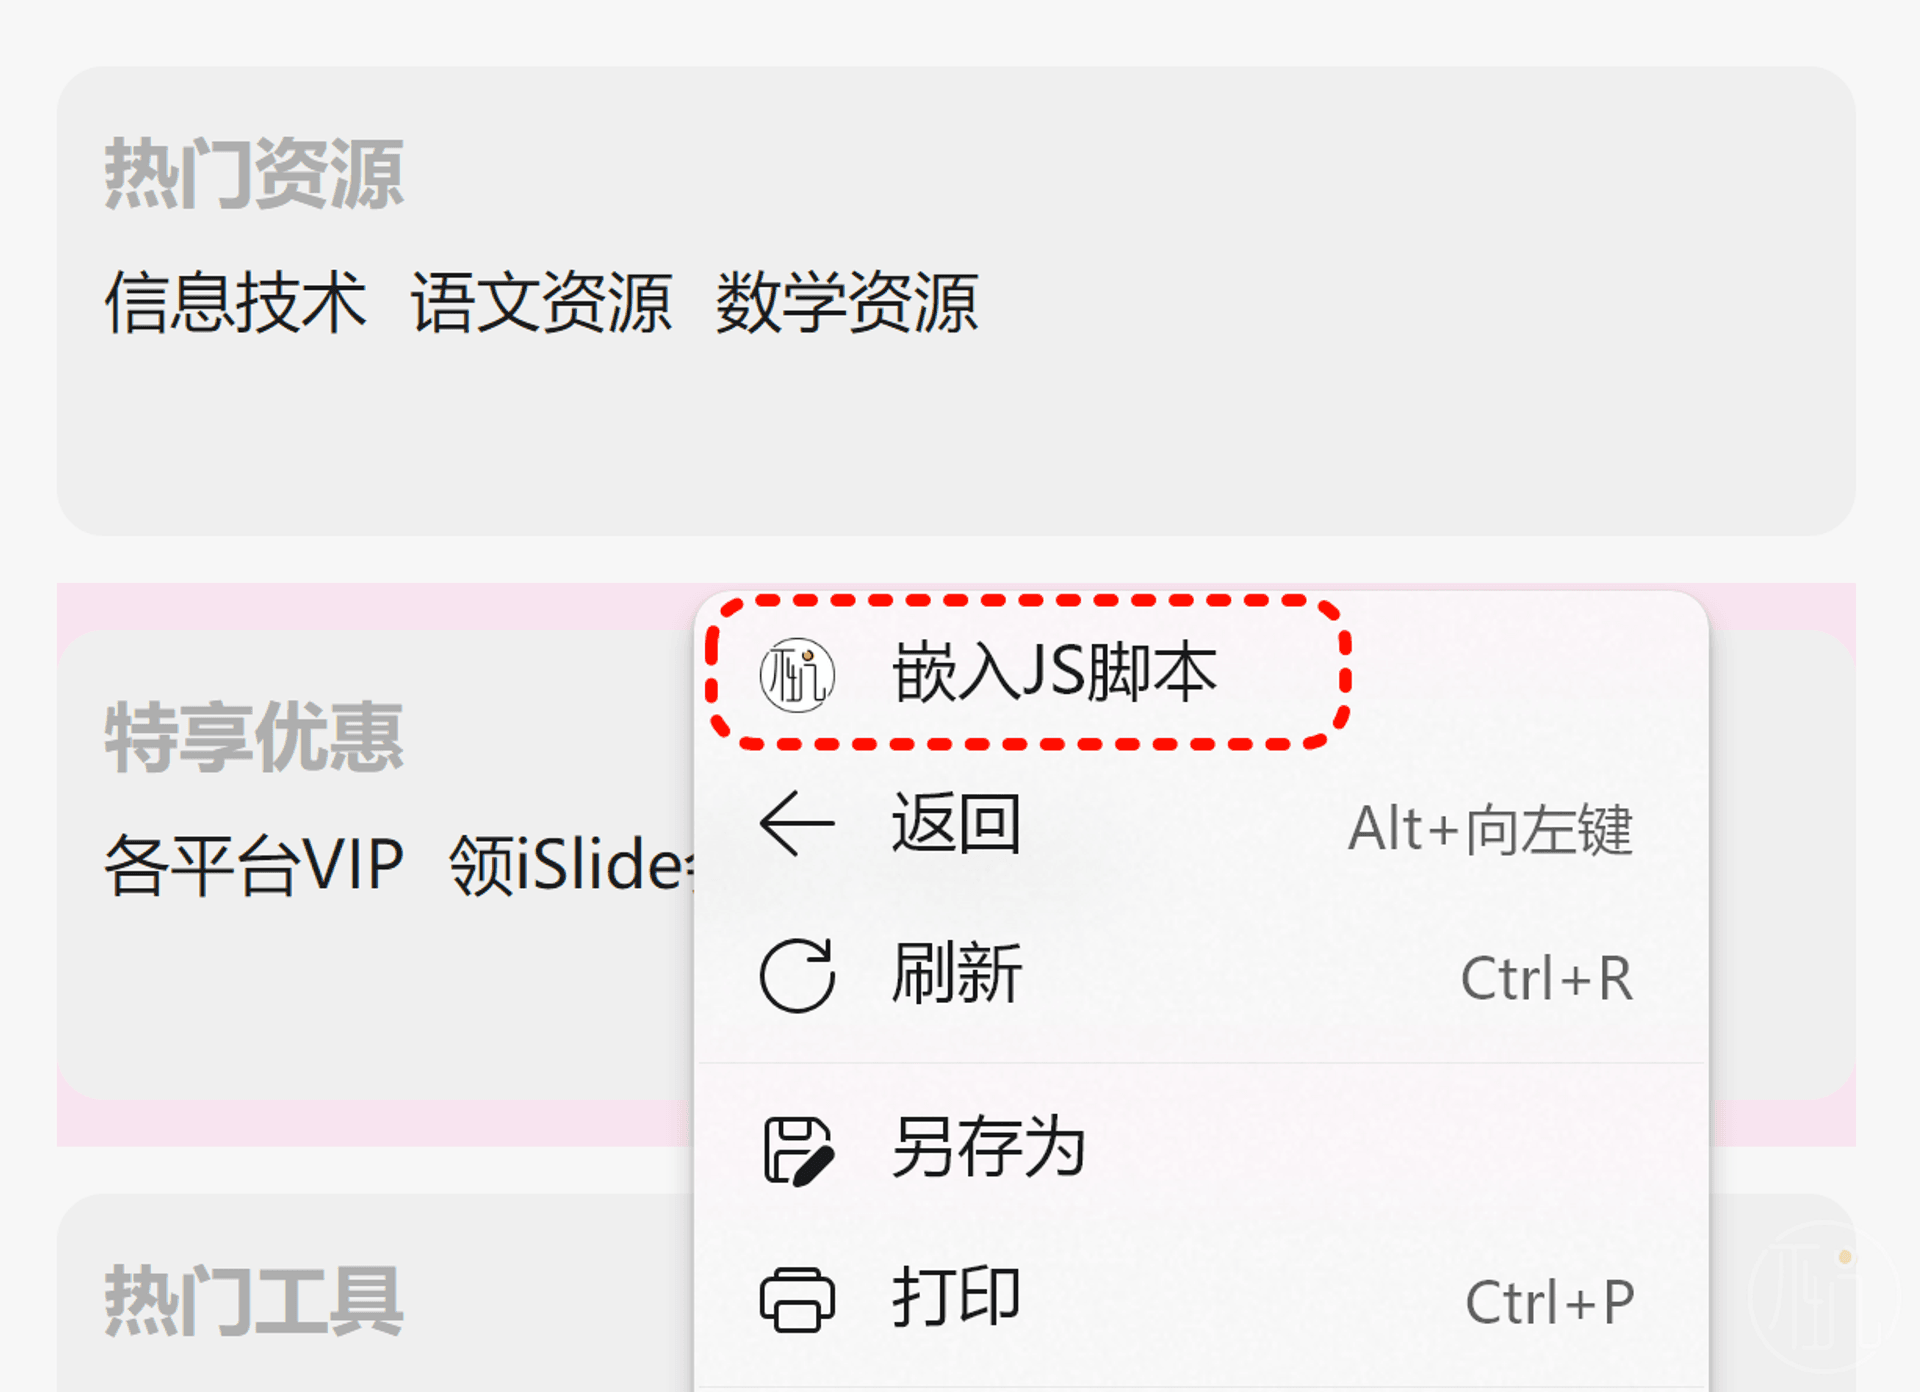 热门资源
信息技术 语文资源 数学资源
特享优惠
各平台VIP 领iSlide
嵌入JS脚本
返回 Alt+向左键
刷新 Ctrl+R
另存为
打印 Ctrl+P
热门工具